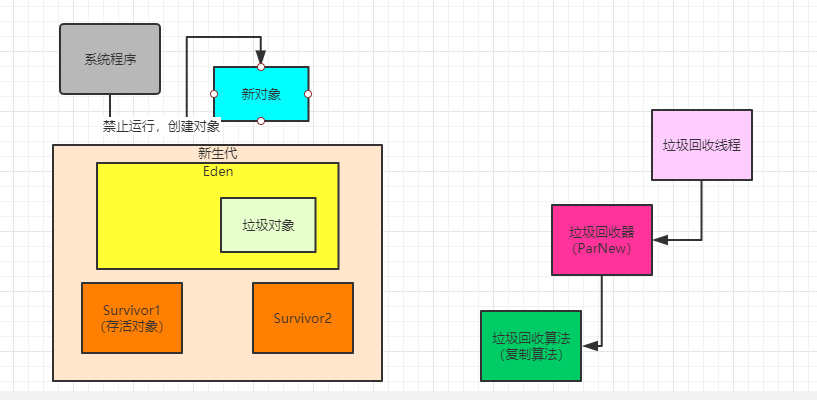 系统程序
新对象
禁止运行，创建对象
新生代
Eden
垃圾对象
Survivor1
（存活对象）
Survivor2
垃圾回收线程
垃圾回收器
（ParNew）
垃圾回收算法
（复制算法）